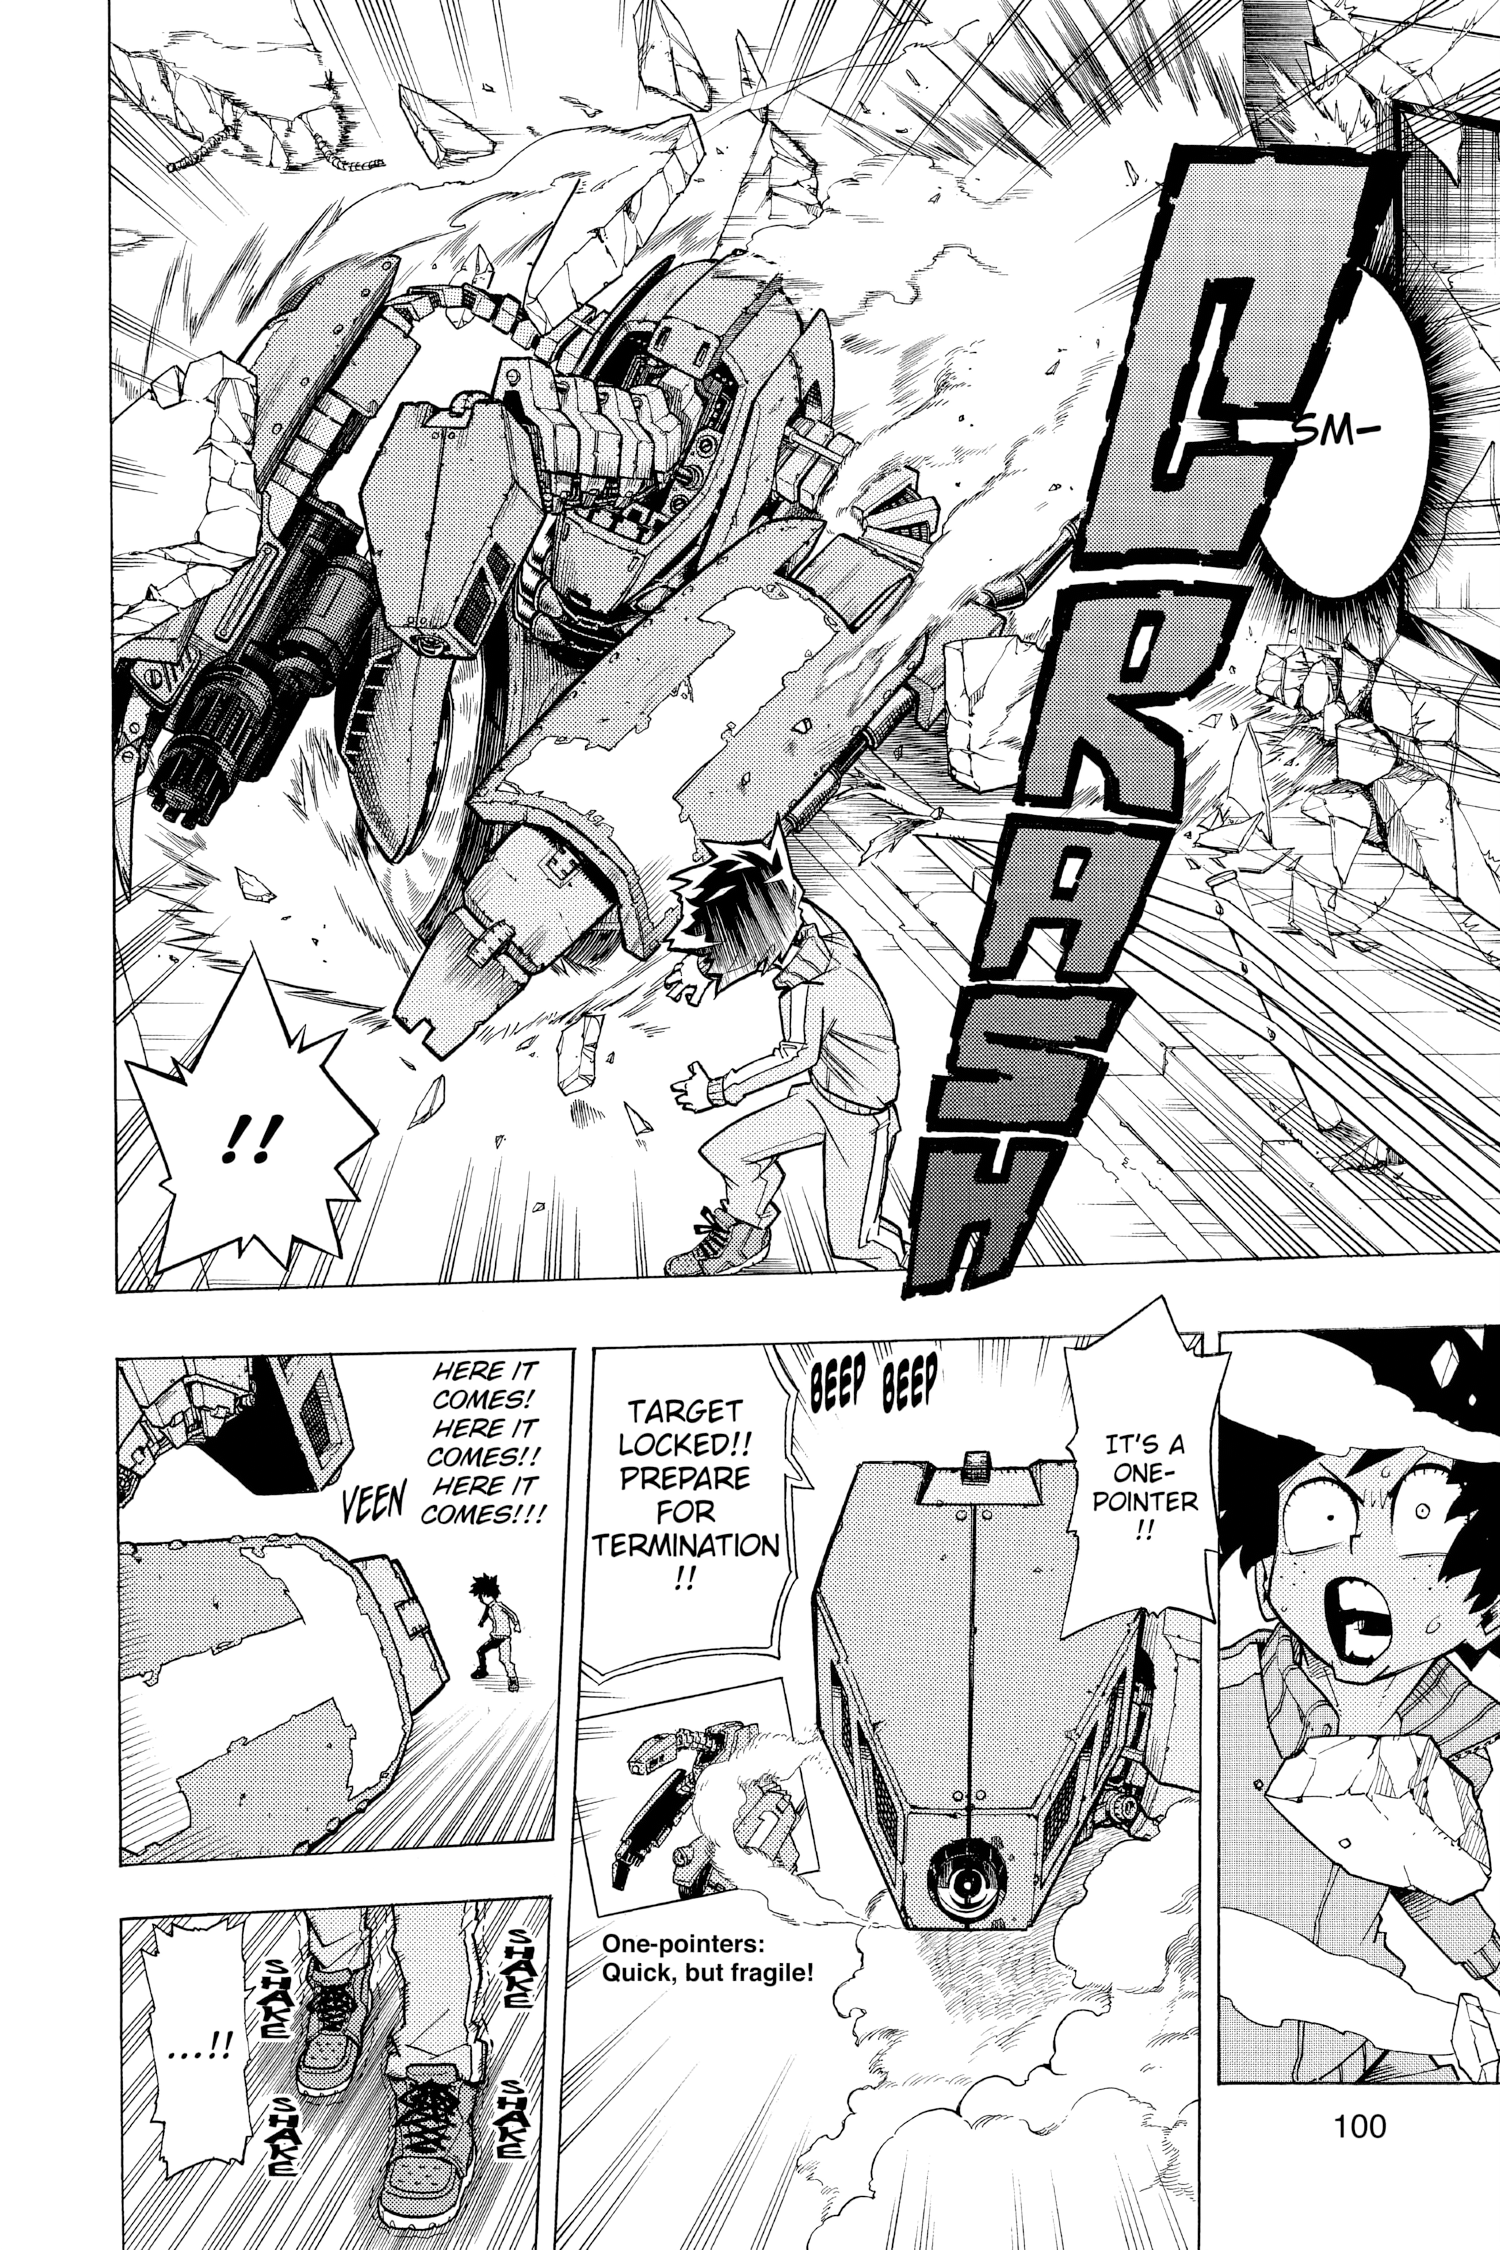 SM-
CRASH
!!
IT'S A
ONE-
POINTER
!!
BEEP BEEP
TARGET
LOCKED!!
PREPARE
FOR
TERMINATION
!!
One-pointers:
Quick, but fragile!
HERE IT
COMES!
HERE IT
COMES!!
HERE IT
COMES!!!
VEEN
SHAKE
SHAKE
SHAKE
SHAKE
...!!
100